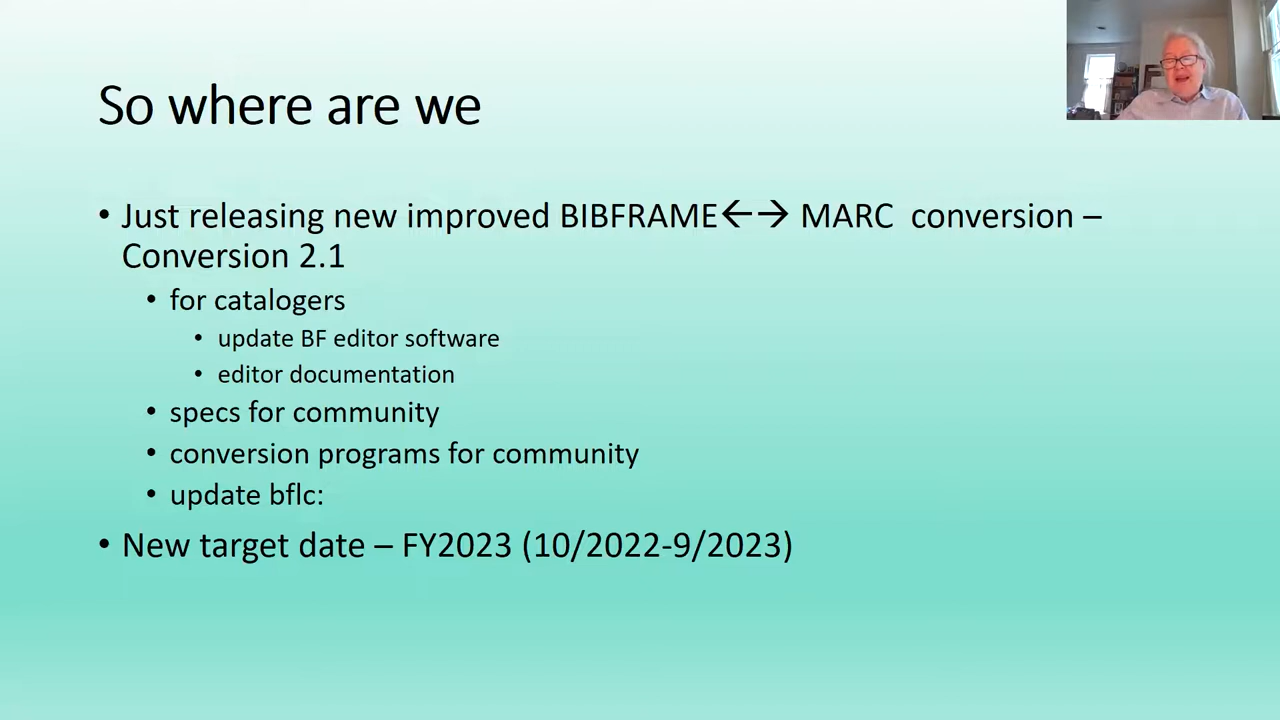 So where are we
• Just releasing new improved BIBFRAME←→ MARC  conversion –
Conversion 2.1
• for catalogers
• update BF editor software
• editor documentation
• specs for community
• conversion programs for community
• update bflc:
• New target date – FY2023 (10/2022-9/2023)